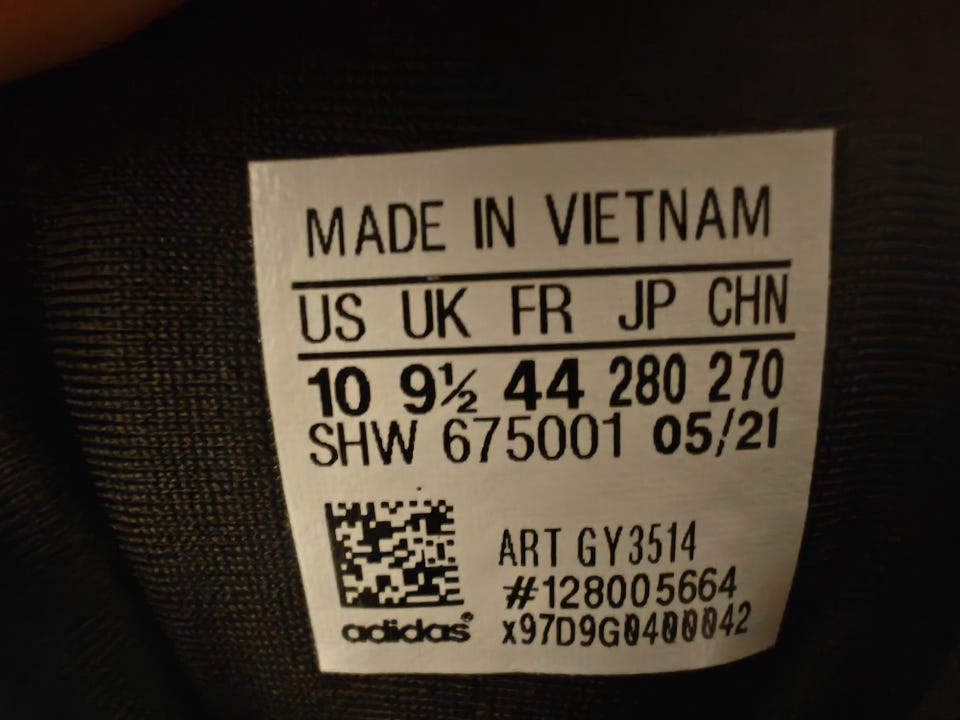 MADE IN VIETNAM
US UK FR JP CHN
10 9½ 44 280 270
SHW 675001 05/21
ART GY3514
#128005664
adidas® x97D9G0400042